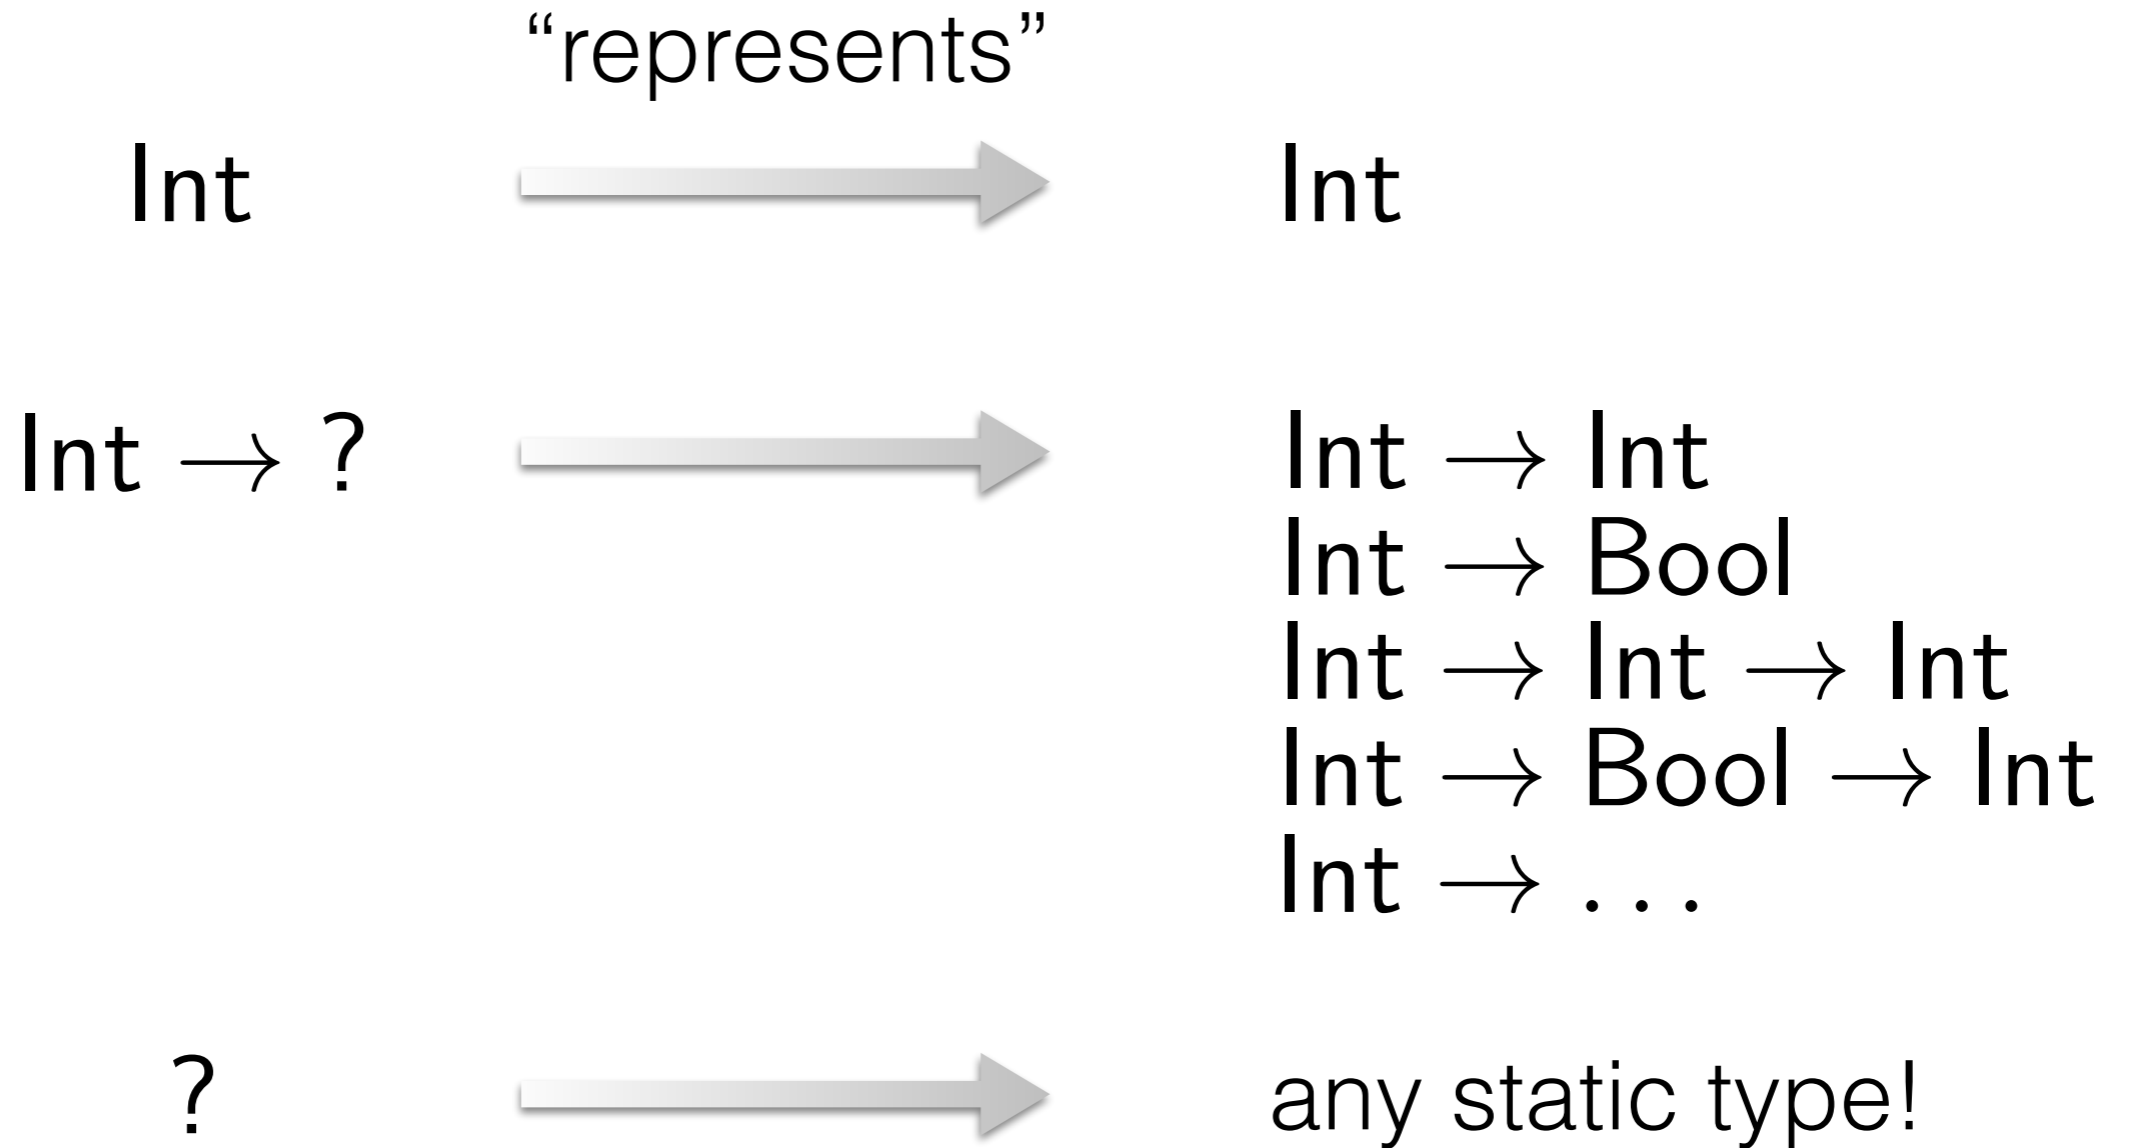 “represents”
Int Int
Int → ? Int → Int
Int → Bool
Int → Int → Int
Int → Bool → Int
Int → . . .
? any static type!